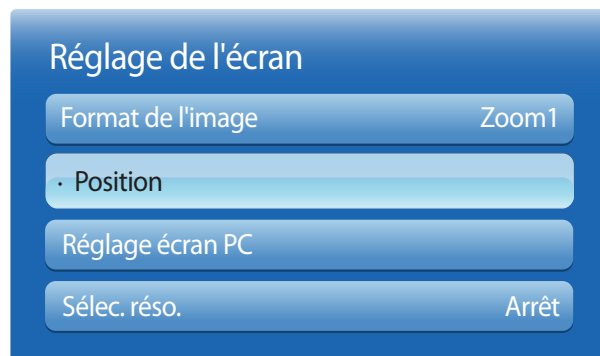 Réglage de l'écran
Format de l'image Zoom1
· Position
Réglage écran PC
Sélec. réso. Arrêt